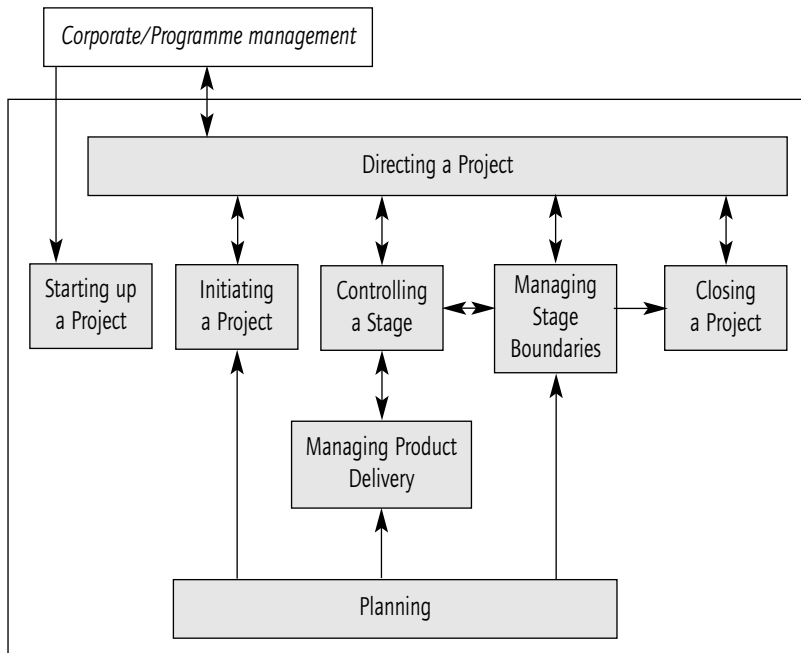 Corporate/Programme management
Directing a Project
Starting up
a Project
Initiating
a Project
Controlling
a Stage
Managing
Stage
Boundaries
Closing
a Project
Managing Product
Delivery
Planning